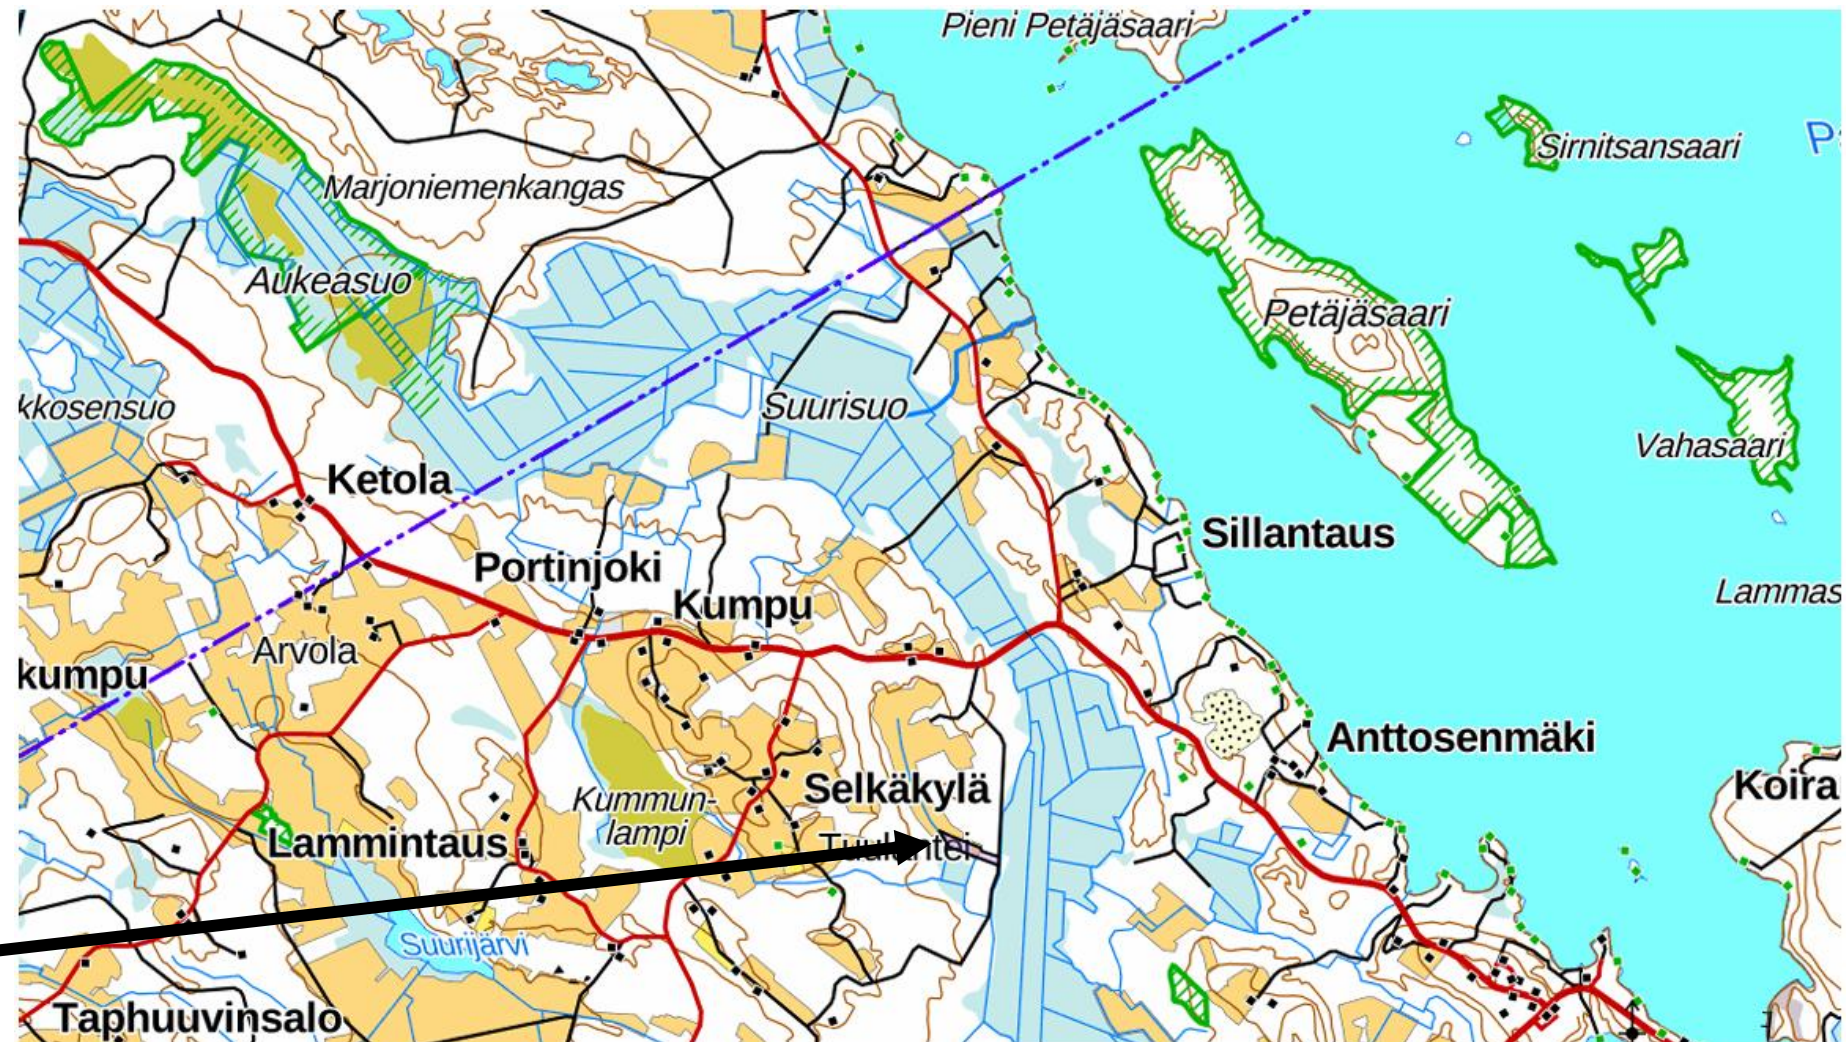 Pieni Petäjäsaari
Sirnitsansaari
Marjoniemenkangas
Aukeasuo
Petäjäsaari
kkosensuo
Suurisuo
Vahasaari
Ketola
Sillantaus
Portinjoki
Kumpu
Lammas
Arvola
kumpu
Anttosenmäki
Koira
Selkäkylä
Kummun-
lampi
Lammintaus
Suurijärvi
Taphuuvinsalo